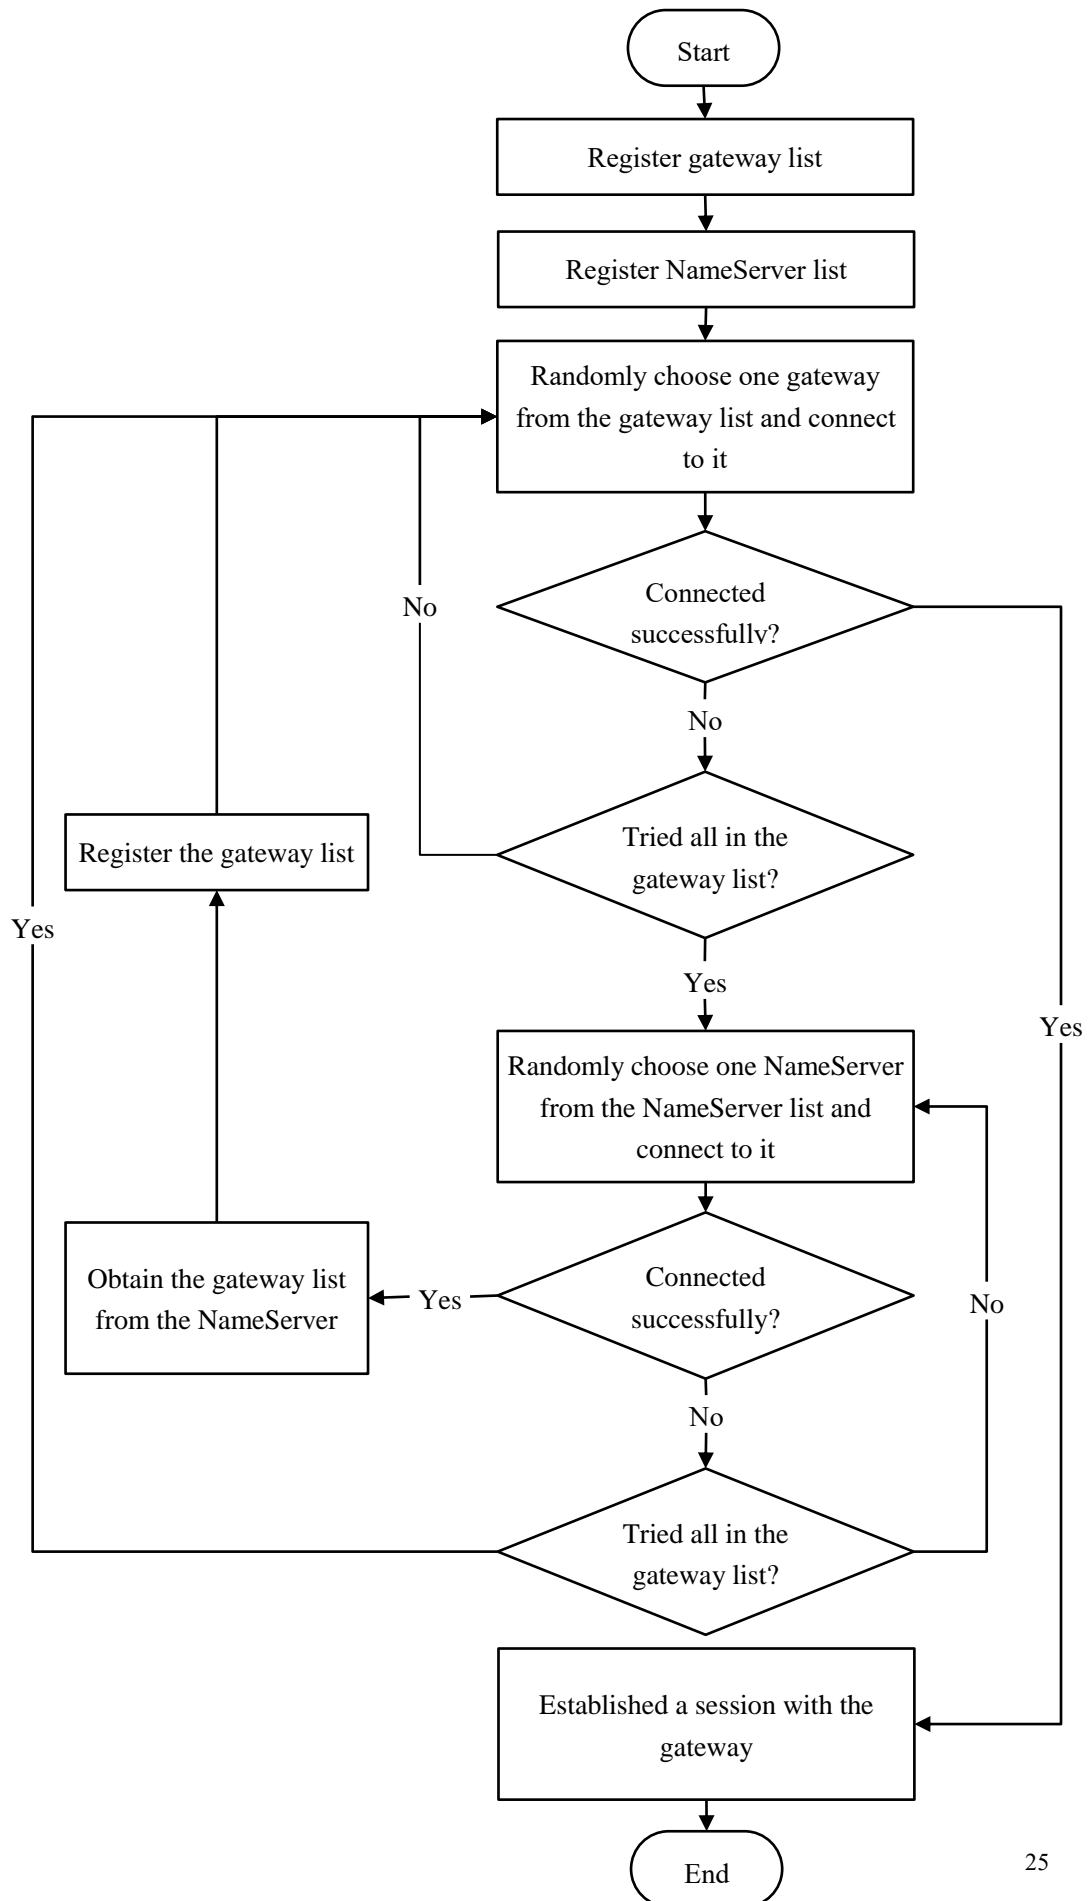 Start
Register gateway list
Register NameServer list
Randomly choose one gateway
from the gateway list and connect
to it
Connected
successfully?
No
No
Tried all in the
gateway list?
Register the gateway list
Yes
Yes
Yes
Randomly choose one NameServer
from the NameServer list and
connect to it
Obtain the gateway list
from the NameServer
Yes
Connected
successfully?
No
No
Tried all in the
gateway list?
Established a session with the
gateway
End
25